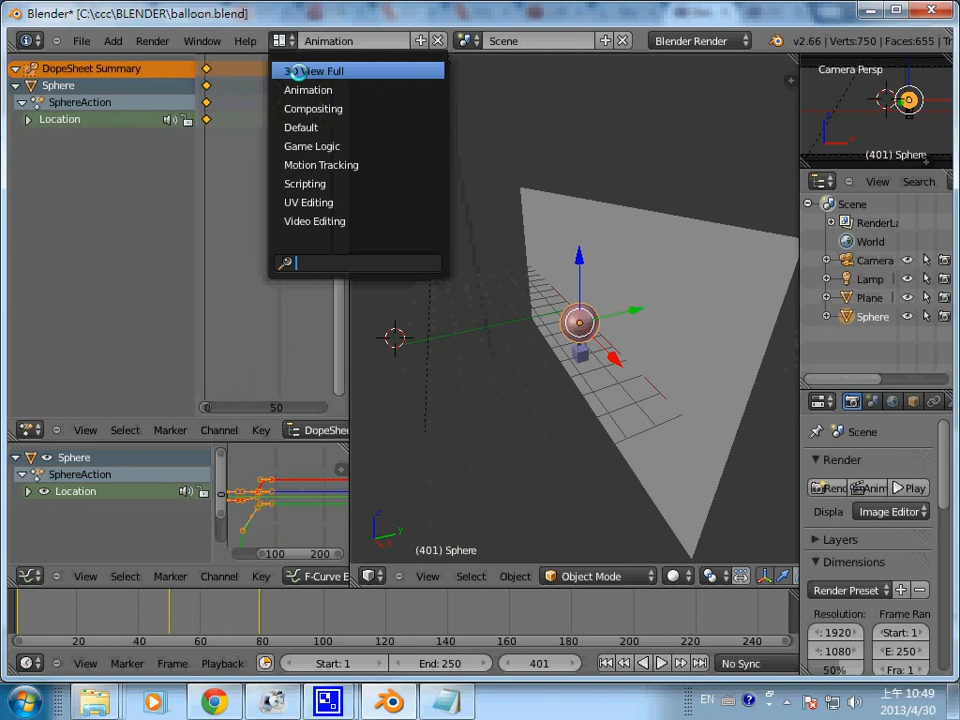 Blender* [C:\ccc\BLENDER\balloon.blend]
File Add Render Window Help Animation Scene Blender Render v2.66 | Verts:750 | Faces:655 | Tr
DopeSheet Summary
Sphere
SphereAction
Location
0 50
View Select Marker Channel Key DopeShee
Sphere
SphereAction
Location
100 200
View Select Marker Channel Key F-Curve E
3D View Full
Animation
Compositing
Default
Game Logic
Motion Tracking
Scripting
UV Editing
Video Editing
z
y
(401) Sphere
View Select Object Object Mode
Camera Persp
(401) Sphere
View Search
Scene
RenderLa
World
Camera
Lamp
Plane
Sphere
Scene
Render
Rend Anim Play
Displa Image Editor
Layers
Dimensions
Render Preset
Resolution: Frame Ran
: 1920 Start: 1
: 1080 E: 250
50% Fra: 1
20 40 60 80 100 120 140 160 180 200 220 240
View Marker Frame Playback Start: 1 End: 250 401 No Sync
EN
上午 10:49
2013/4/30